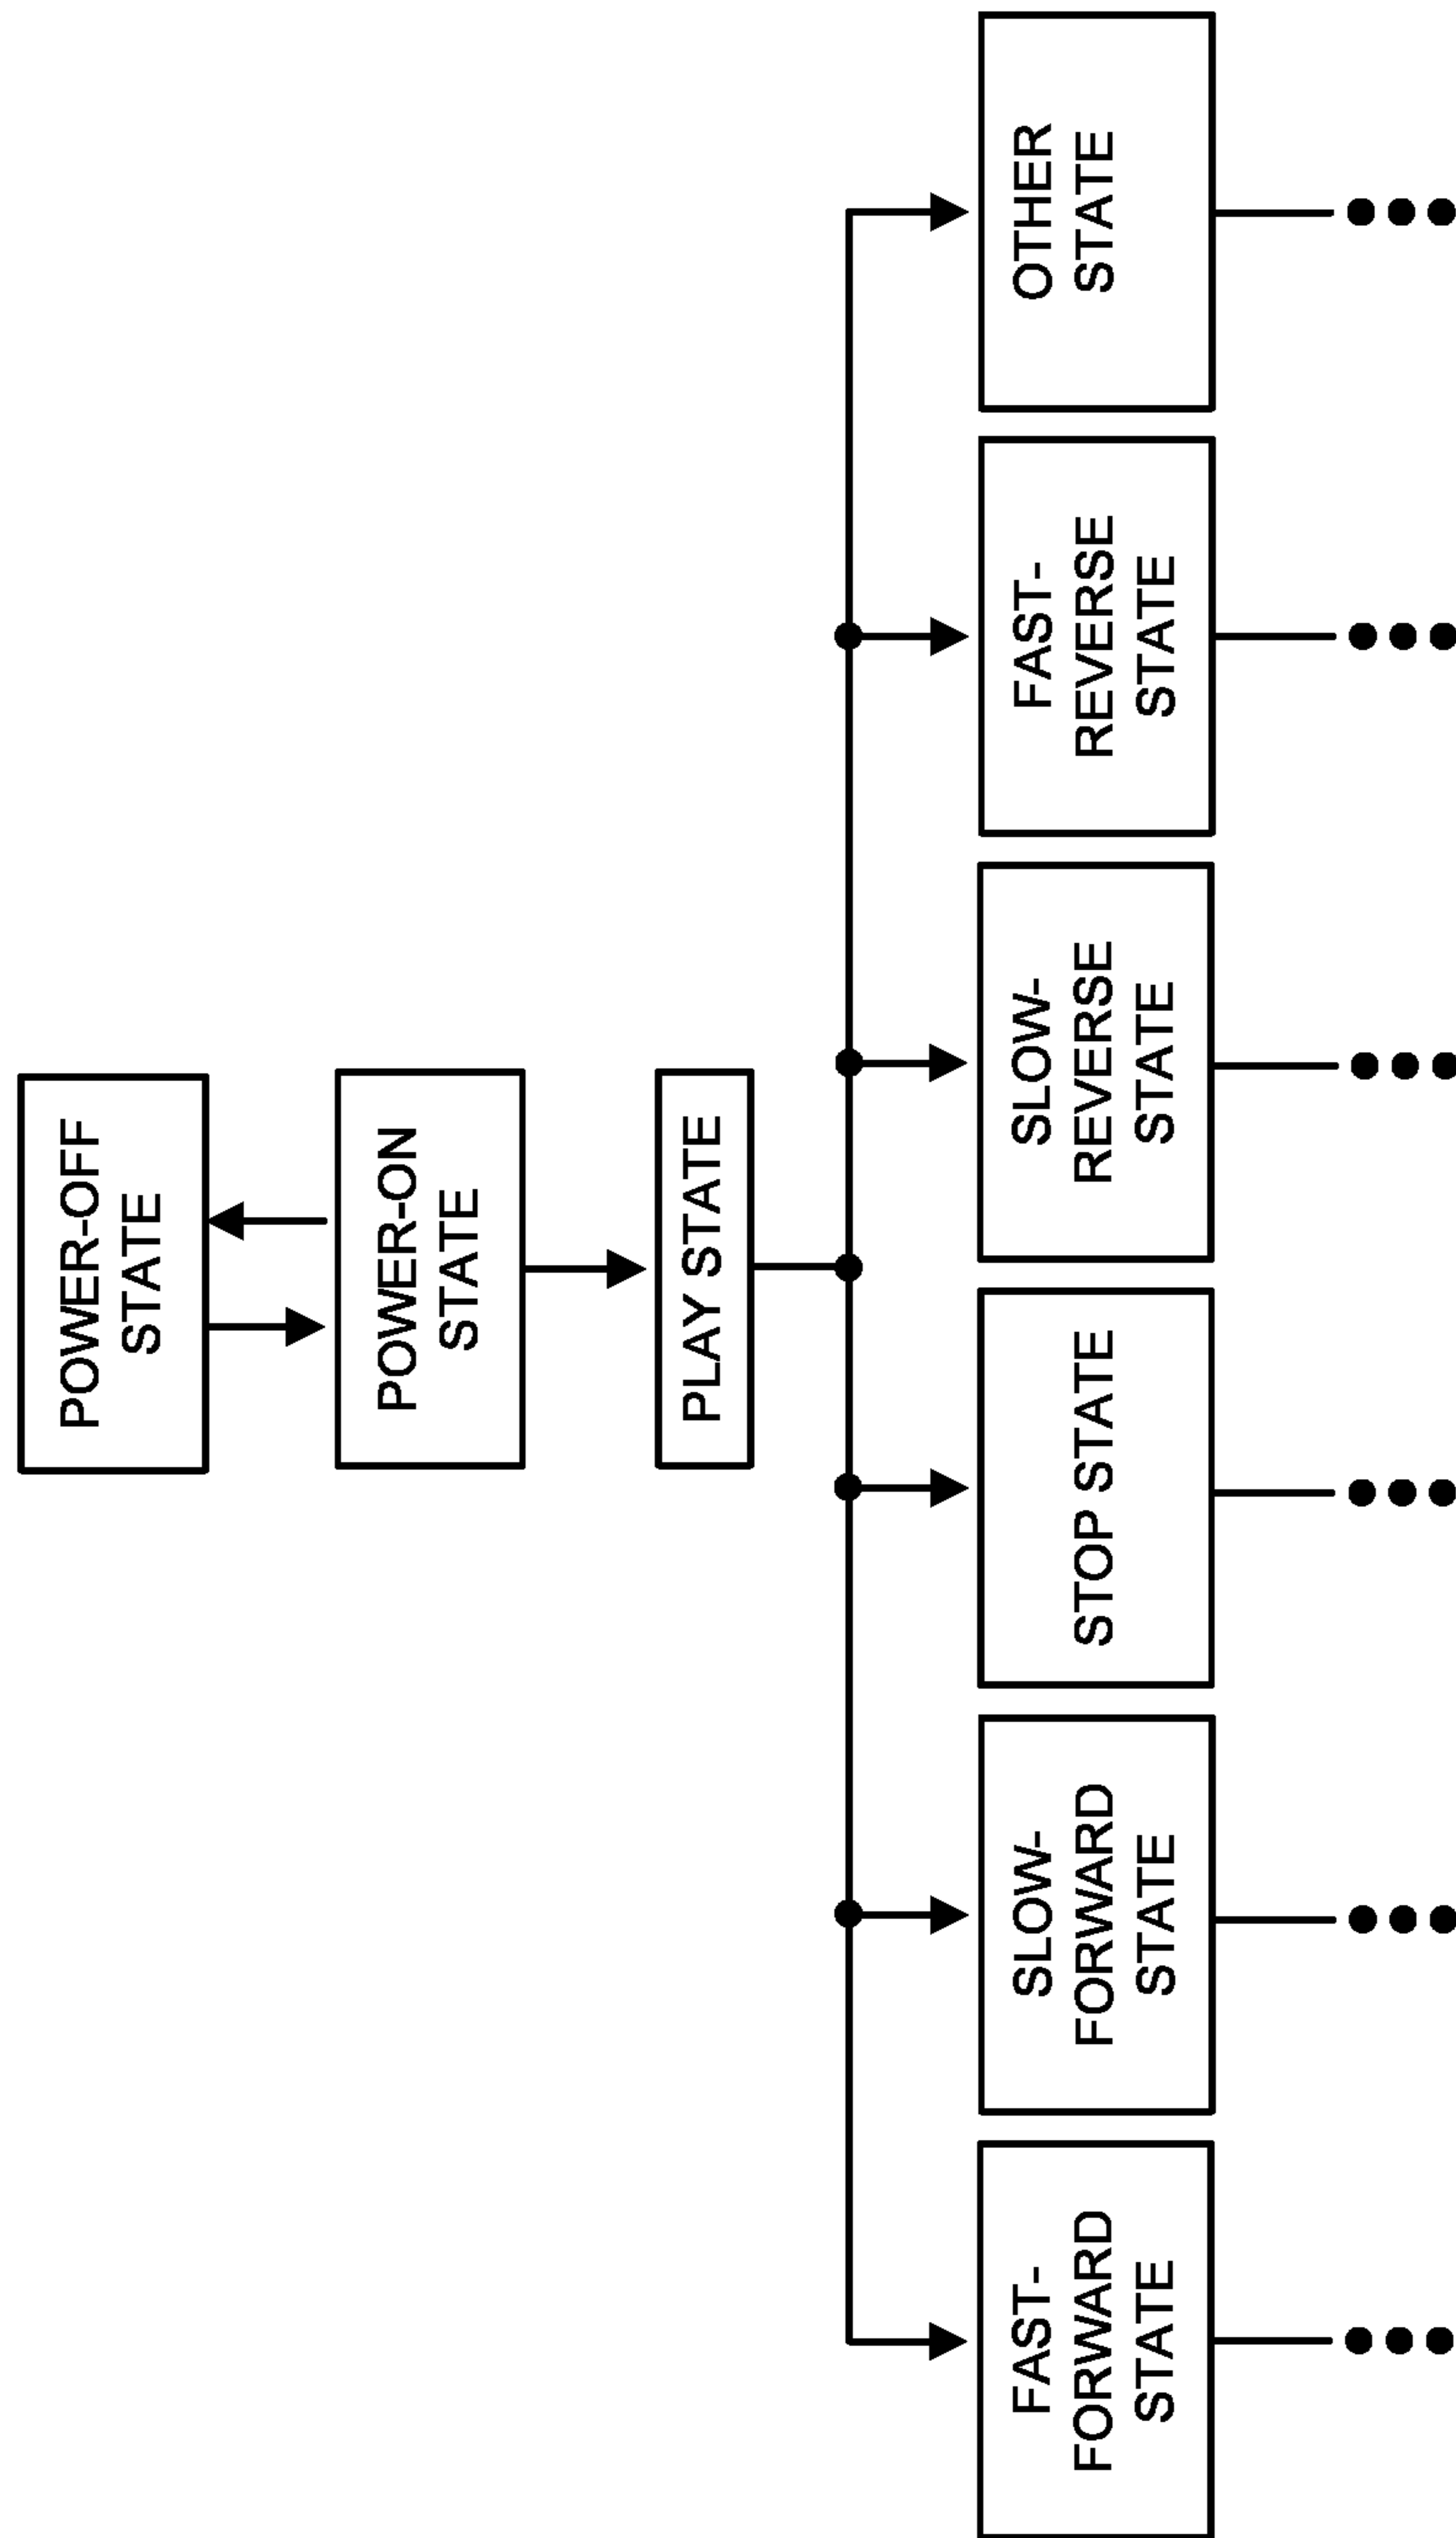 POWER-OFF
STATE
POWER-ON
STATE
PLAY STATE
FAST-
FORWARD
STATE
SLOW-
FORWARD
STATE
STOP STATE
SLOW-
REVERSE
STATE
FAST-
REVERSE
STATE
OTHER
STATE